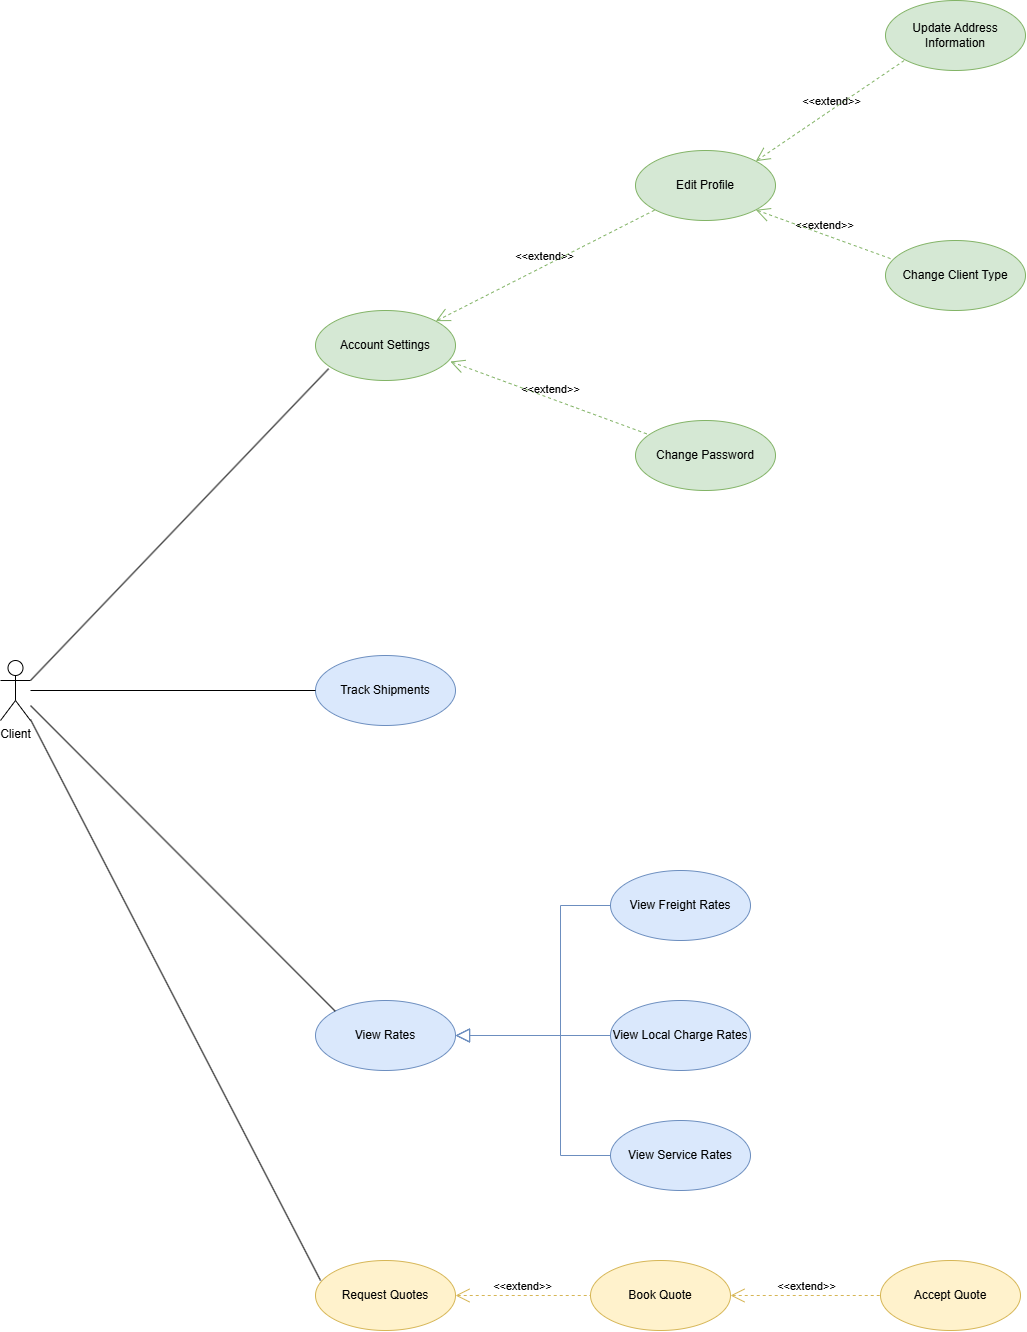 Update Address
Information
<<extend>>
Edit Profile
<<extend>>
Change Client Type
<<extend>>
Account Settings
<<extend>>
Change Password
Track Shipments
Client
View Freight Rates
View Rates
View Local Charge Rates
View Service Rates
Request Quotes
<<extend>>
Book Quote
<<extend>>
Accept Quote